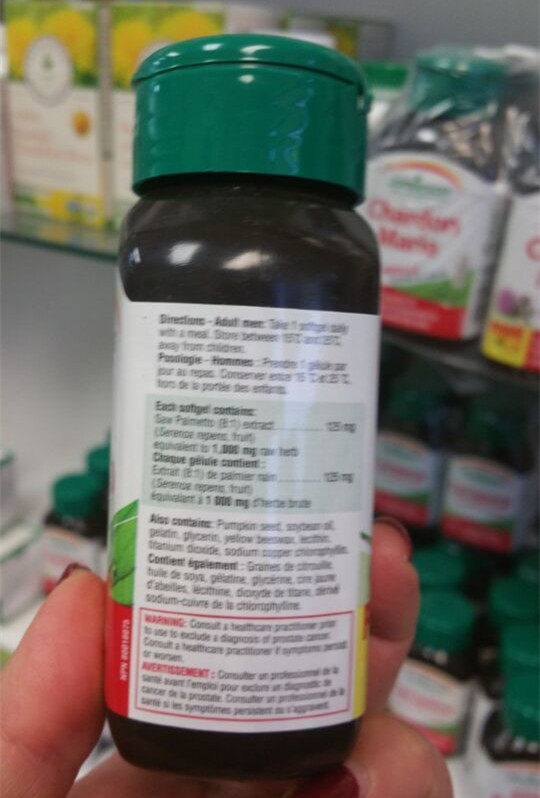 Directions - Adult men: Take 1 softgel daily
with a meal. Store between 15°C and 25°C,
away from children.
Posologie - Hommes : Prendre 1 gélule par
jour au repas. Conserver entre 15 °C et 25 °C,
hors de la portée des enfants.
Each softgel contains:
Saw Palmetto (8:1) extract 125 mg
(Serenoa repens, fruit)
equivalent to 1,000 mg raw herb
Chaque gélule contient :
Extrait (8:1) de palmier nain 125 mg
(Serenoa repens, fruit)
équivalant à 1 000 mg d'herbe brute
Also contains: Pumpkin seed, soybean oil,
gelatin, glycerin, yellow beeswax, lecithin,
titanium dioxide, sodium copper chlorophyllin.
Contient également : Graines de citrouille,
huile de soya, gélatine, glycérine, cire jaune
d'abeilles, lécithine, dioxyde de titane, dérivé
sodium-cuivre de la chlorophylline.
WARNING: Consult a healthcare practitioner prior
to use to exclude a diagnosis of prostate cancer.
Consult a healthcare practitioner if symptoms persist
or worsen.
AVERTISSEMENT : Consulter un professionnel de la
santé avant l'emploi pour exclure un diagnostic de
cancer de la prostate. Consulter un professionnel de la
santé si les symptômes persistent ou s'aggravent.
Chardon
Marie